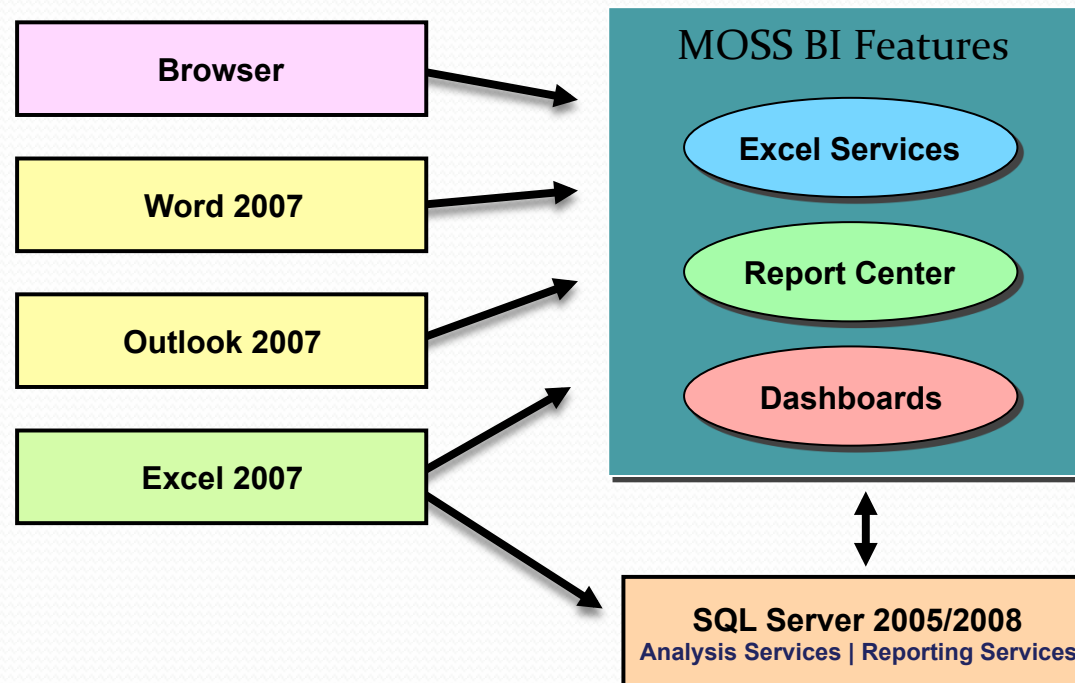 Browser
Word 2007
Outlook 2007
Excel 2007
MOSS BI Features
Excel Services
Report Center
Dashboards
SQL Server 2005/2008
Analysis Services | Reporting Services